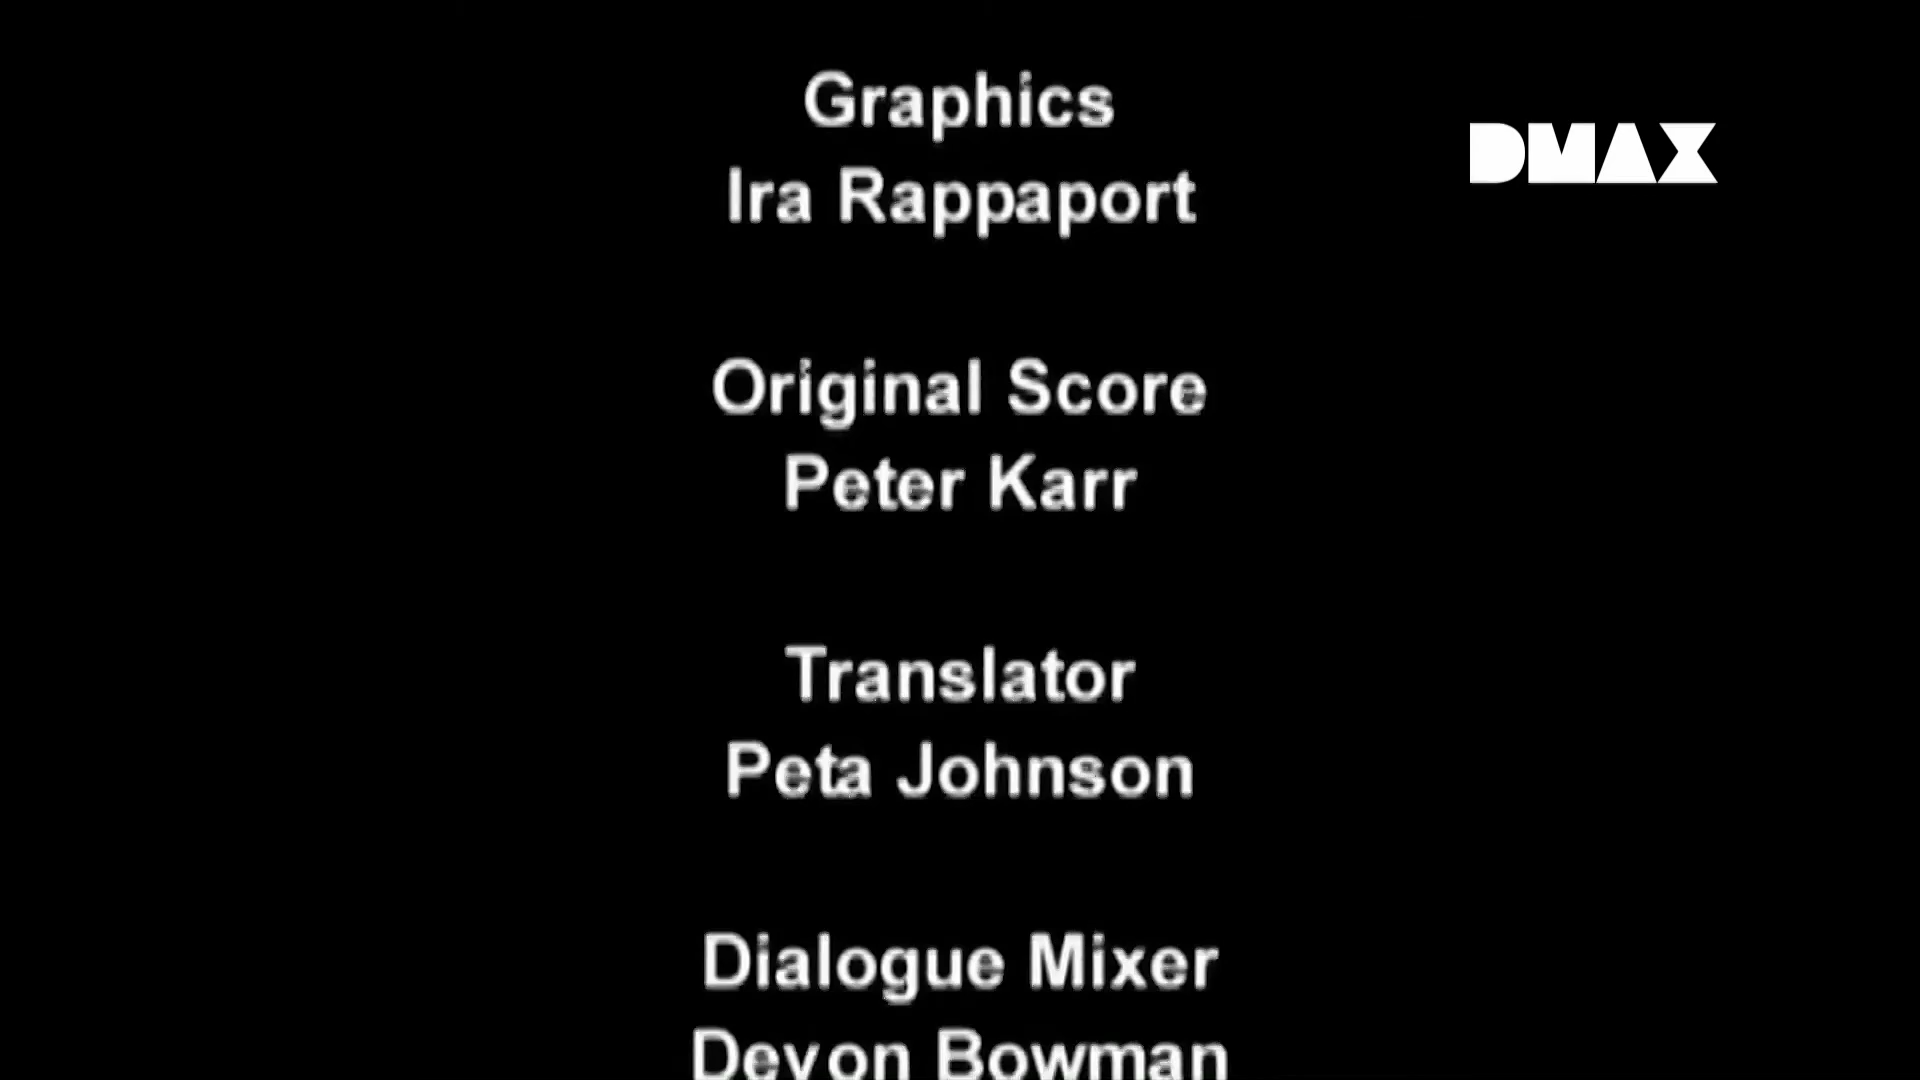 Graphics
Ira Rappaport
DMAX
Original Score
Peter Karr
Translator
Peta Johnson
Dialogue Mixer
Devon Bowman